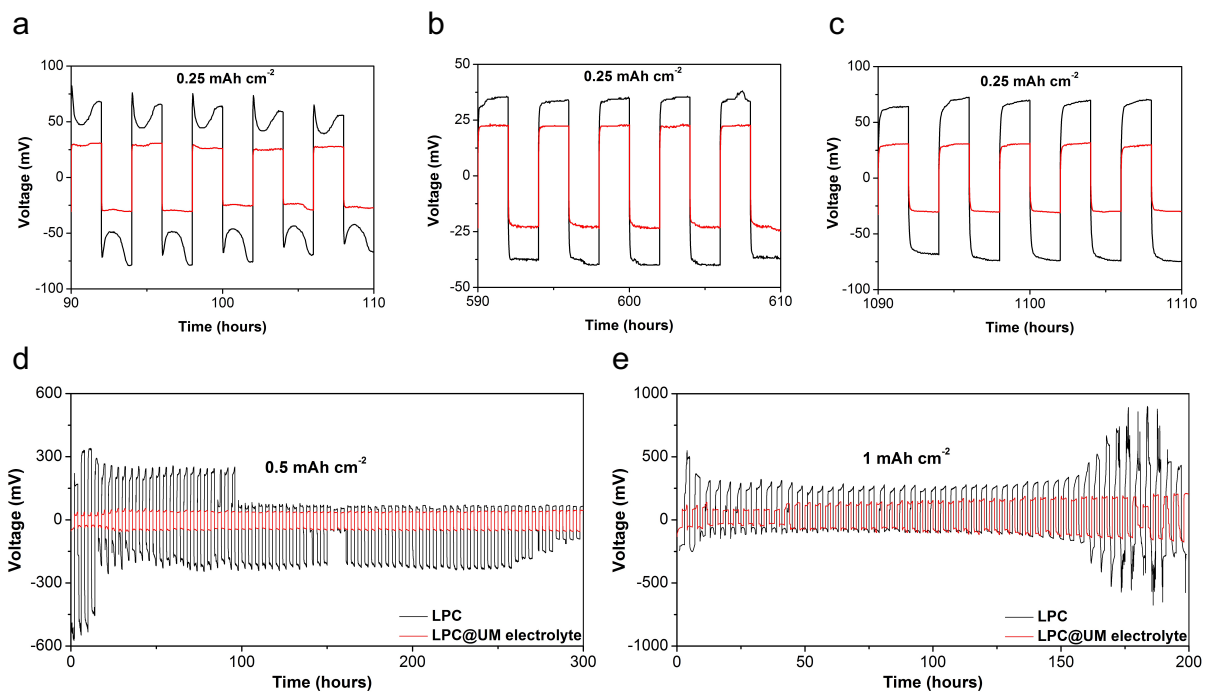 a
0.25 mAh cm⁻²
100
50
0
-50
-100
Voltage (mV)
90
100
110
Time (hours)
b
0.25 mAh cm⁻²
50
25
0
-25
-50
Voltage (mV)
590
600
610
Time (hours)
c
0.25 mAh cm⁻²
100
50
0
-50
-100
Voltage (mV)
1090
1100
1110
Time (hours)
d
600
300
0
-300
-600
Voltage (mV)
0.5 mAh cm⁻²
LPC
LPC@UM electrolyte
0
100
200
300
Time (hours)
e
1000
500
0
-500
-1000
Voltage (mV)
1 mAh cm⁻²
LPC
LPC@UM electrolyte
0
50
100
150
200
Time (hours)